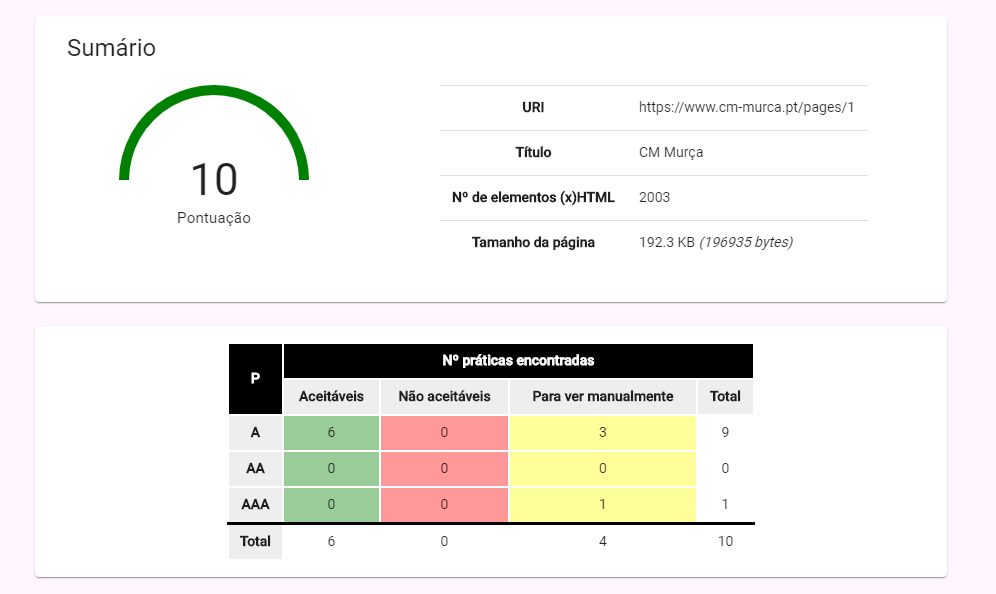 Sumário
10
Pontuação
URI https://www.cm-murca.pt/pages/1
Título CM Murça
Nº de elementos (x)HTML 2003
Tamanho da página 192.3 KB (196935 bytes)
P Nº práticas encontradas
Aceitáveis Não aceitáveis Para ver manualmente Total
A 6 0 3 9
AA 0 0 0 0
AAA 0 0 1 1
Total 6 0 4 10